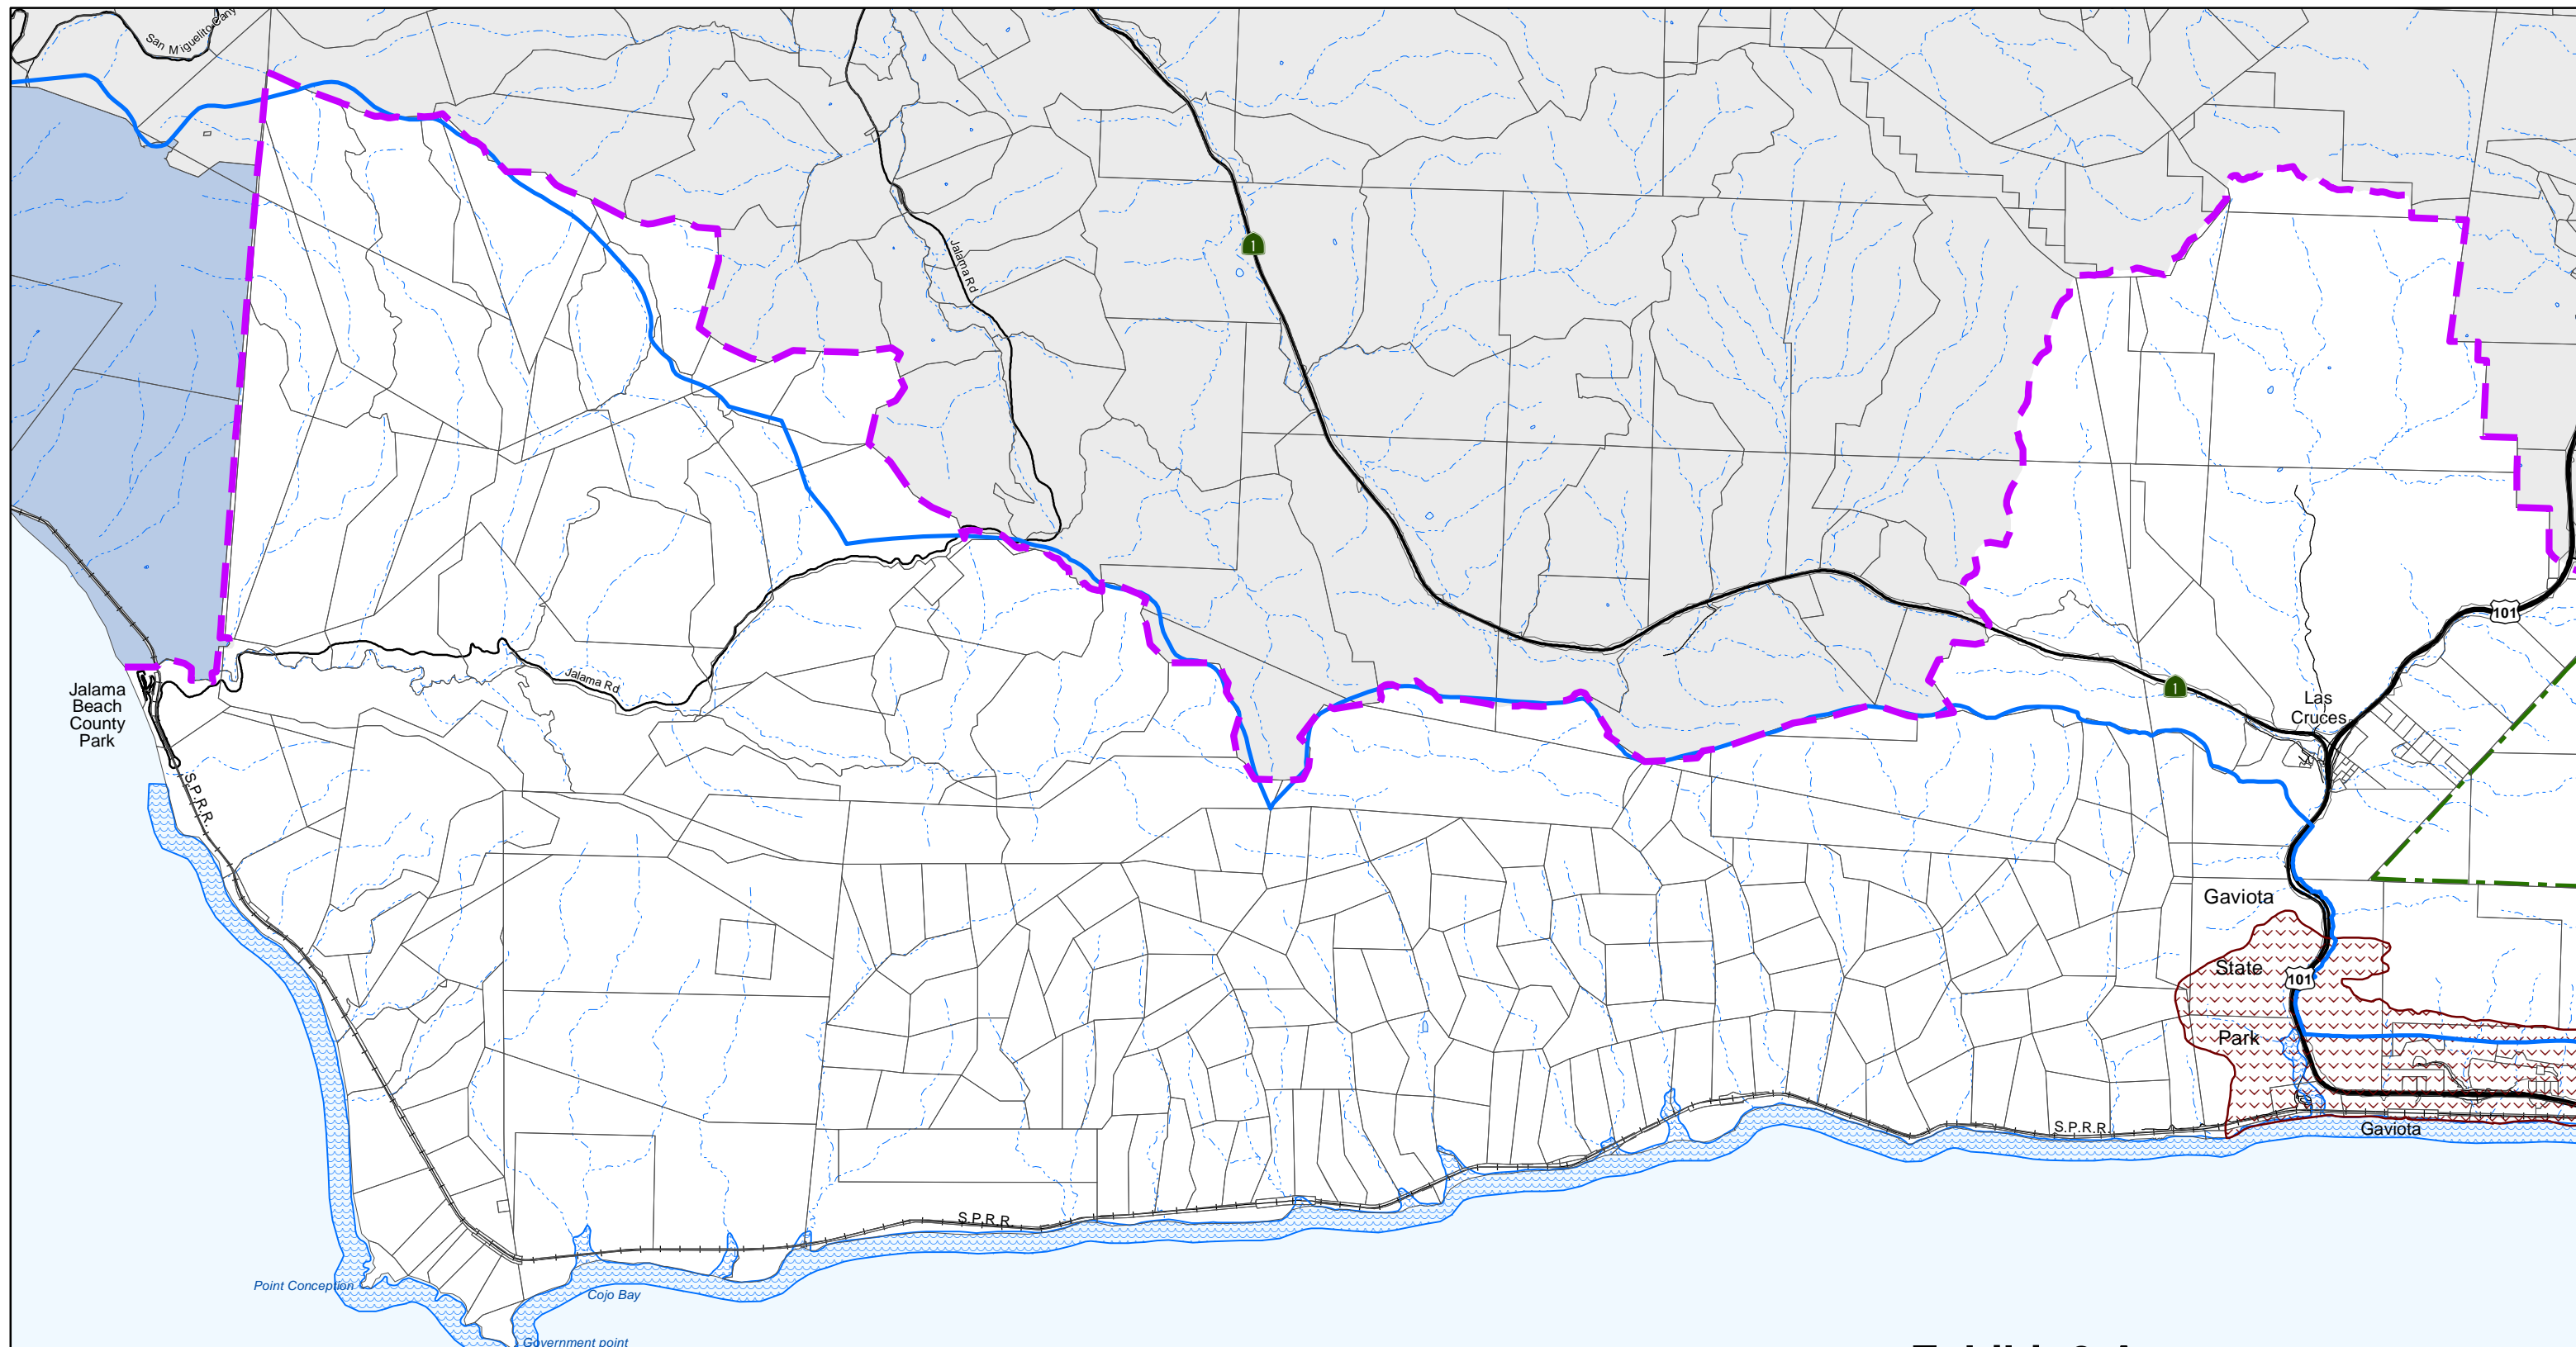 San Miguelito Cany
Jalama Rd
1
101
Las
Cruces
1
Jalama
Beach
County
Park
Jalama Rd
S.P.R.R.
Gaviota
State
101
Park
S.P.R.R.
Gaviota
S.P.R.R.
Point Conception
Cojo Bay
Government point